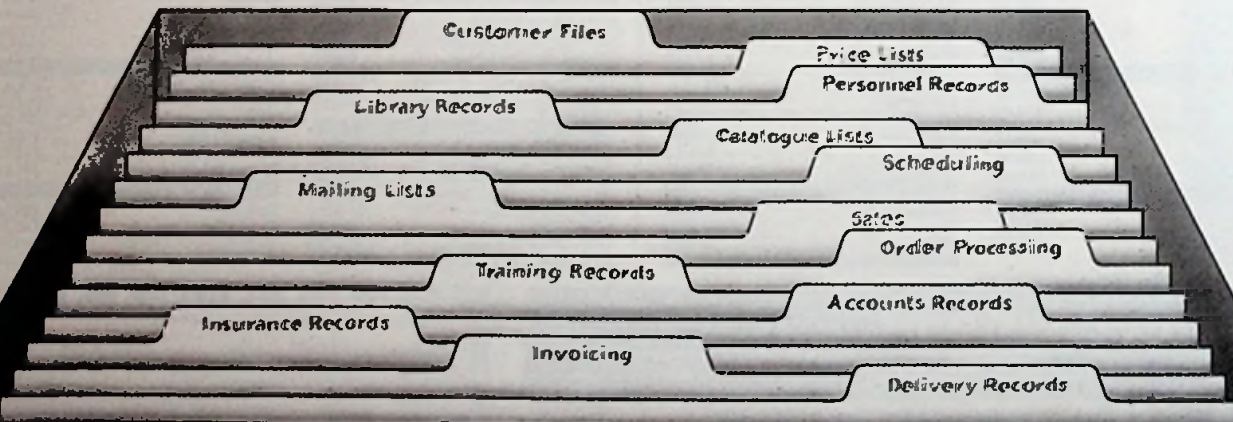 Customer Files
Price Lists
Personnel Records
Library Records
Catalogue Lists
Scheduling
Mailing Lists
Sales
Order Processing
Training Records
Accounts Records
Insurance Records
Invoicing
Delivery Records